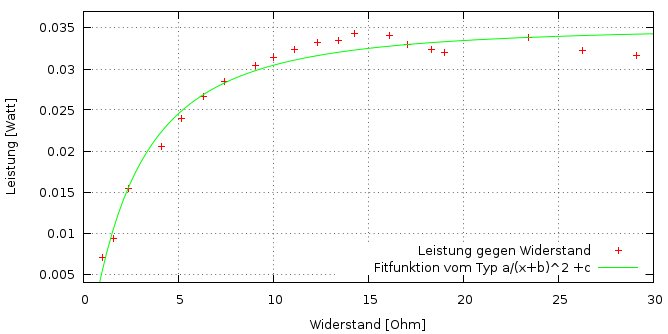 0.035
0.03
0.025
0.02
0.015
0.01
0.005
Leistung [Watt]
Leistung gegen Widerstand
Fitfunktion vom Typ a/(x+b)^2 +c
0 5 10 15 20 25 30
Widerstand [Ohm]